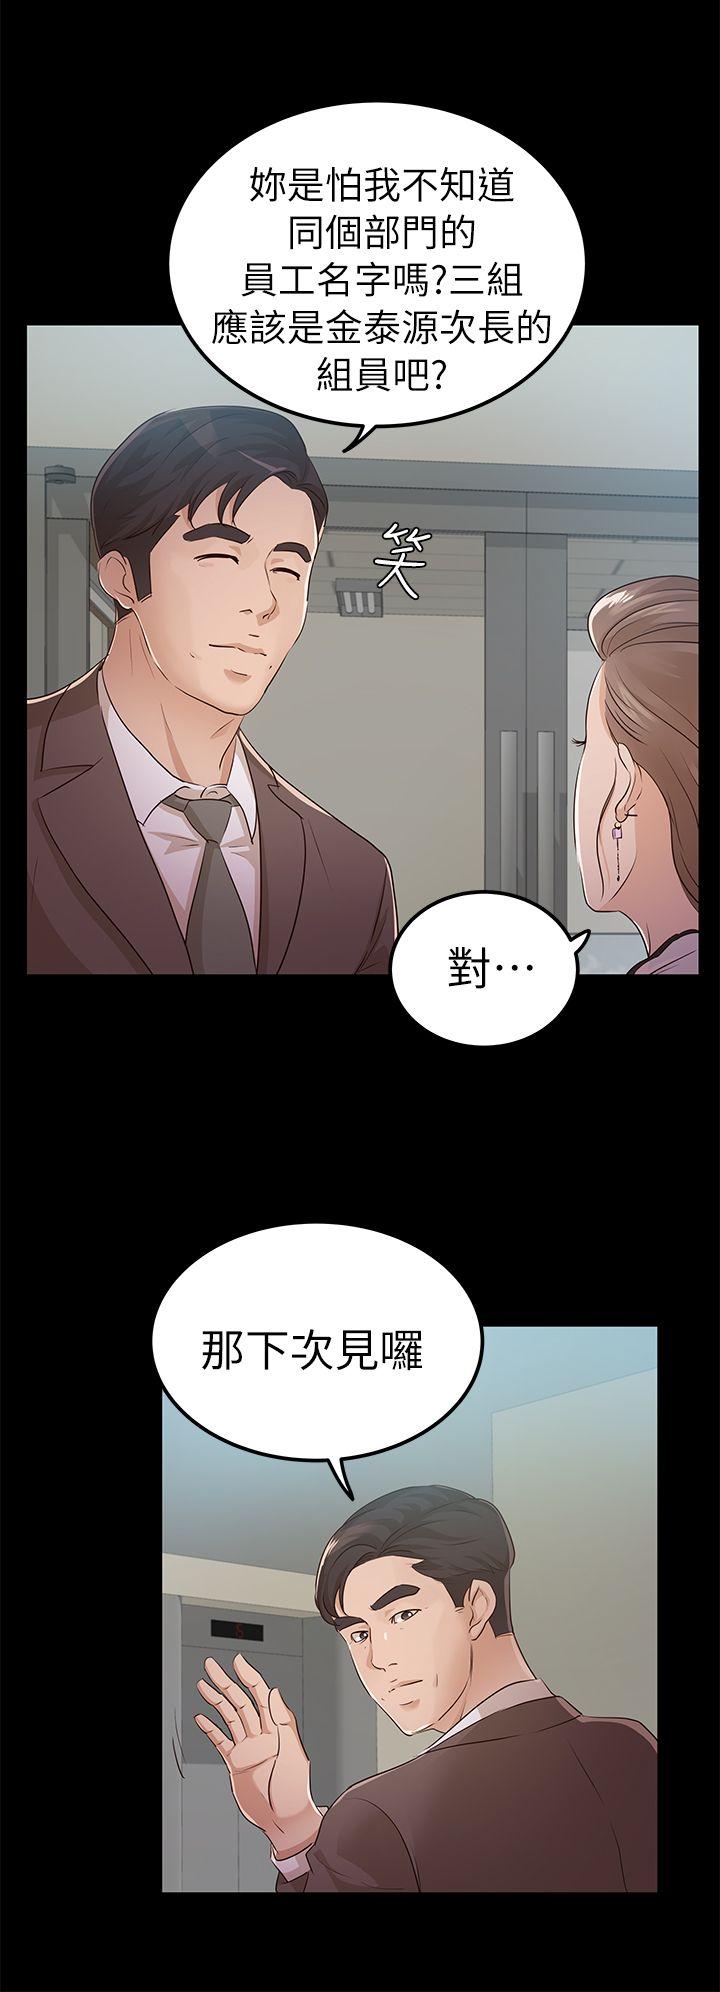 妳是怕我不知道
同個部門的
員工名字嗎?三組
應該是金泰源次長的
組員吧?
笑
對⋯
那下次見囉